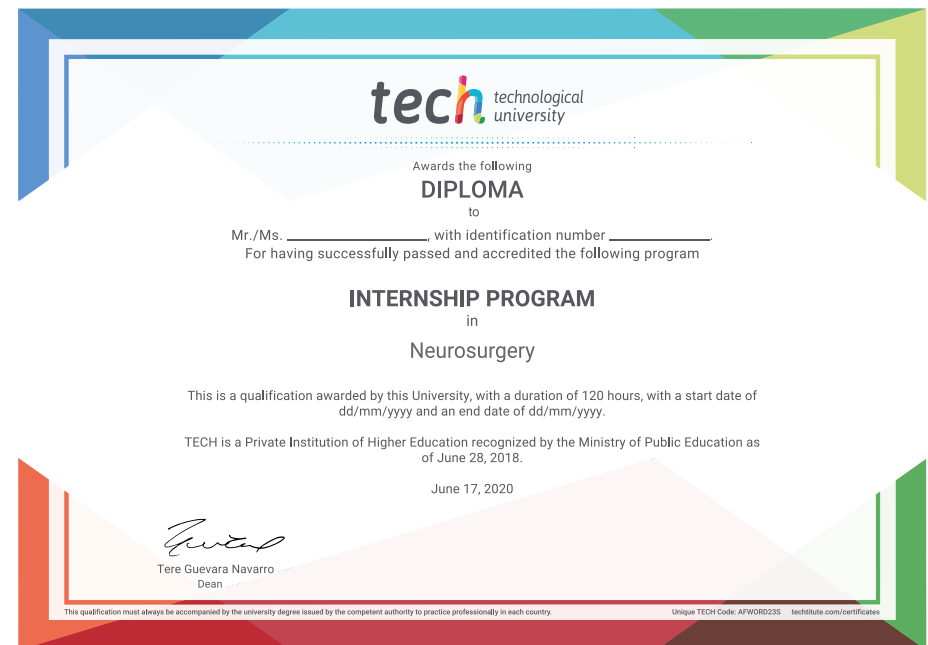 tech technological
university
Awards the following
DIPLOMA
to
Mr./Ms. ____________________, with identification number ______________.
For having successfully passed and accredited the following program
INTERNSHIP PROGRAM
in
Neurosurgery
This is a qualification awarded by this University, with a duration of 120 hours, with a start date of
dd/mm/yyyy and an end date of dd/mm/yyyy.
TECH is a Private Institution of Higher Education recognized by the Ministry of Public Education as
of June 28, 2018.
June 17, 2020
Tere Guevara Navarro
Dean
This qualification must always be accompanied by the university degree issued by the competent authority to practice professionally in each country.
Unique TECH Code: AFWORD23S techtitute.com/certificates